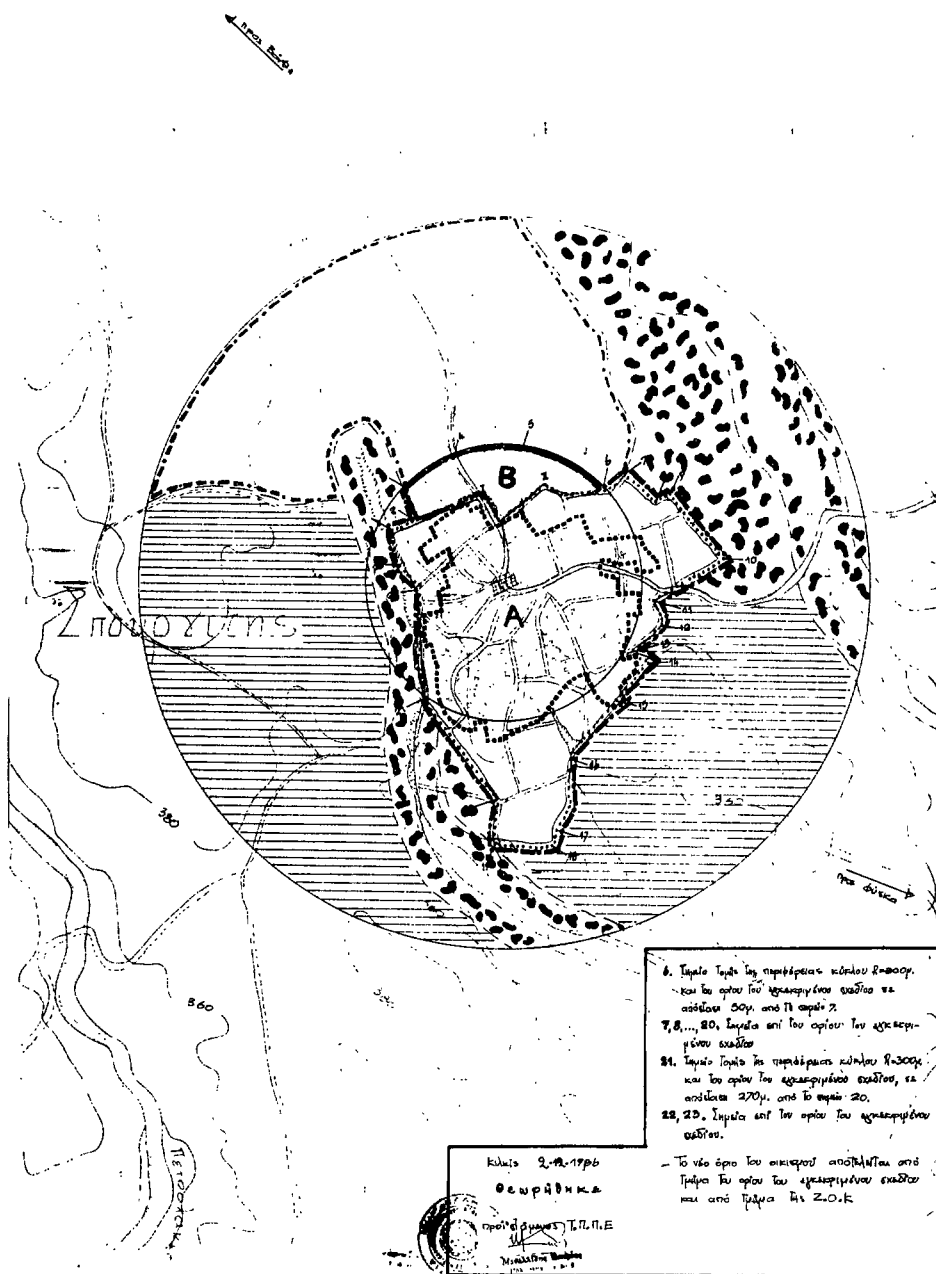 προς Βάφη
B
A
Σπουργίτης
380
360
προς Φύσκα
Πετρόλακκα
6. Σημείο τομής της περιφέρειας κύκλου R=300μ.
και του ορίου του εγκεκριμένου σχεδίου σε
απόσταση 50μ. από το σημείο 7.
7,8,...,20. Σημεία επί του ορίου του εγκεκρι-
μένου σχεδίου
21. Σημείο τομής της περιφέρειας κύκλου R=300μ
και του ορίου του εγκεκριμένου σχεδίου, σε
απόσταση 270μ. από το σημείο 20.
22, 23. Σημεία επί του ορίου του εγκεκριμένου
σχεδίου.
- Το νέο όριο του οικισμού αποτελείται από
τμήμα του ορίου του εγκεκριμένου σχεδίου
και από τμήμα της Ζ.Ο.Ε
Κιλκίς 2-12-1986
Θεωρήθηκε
προϊστάμενος Τ.Π.Π.Ε